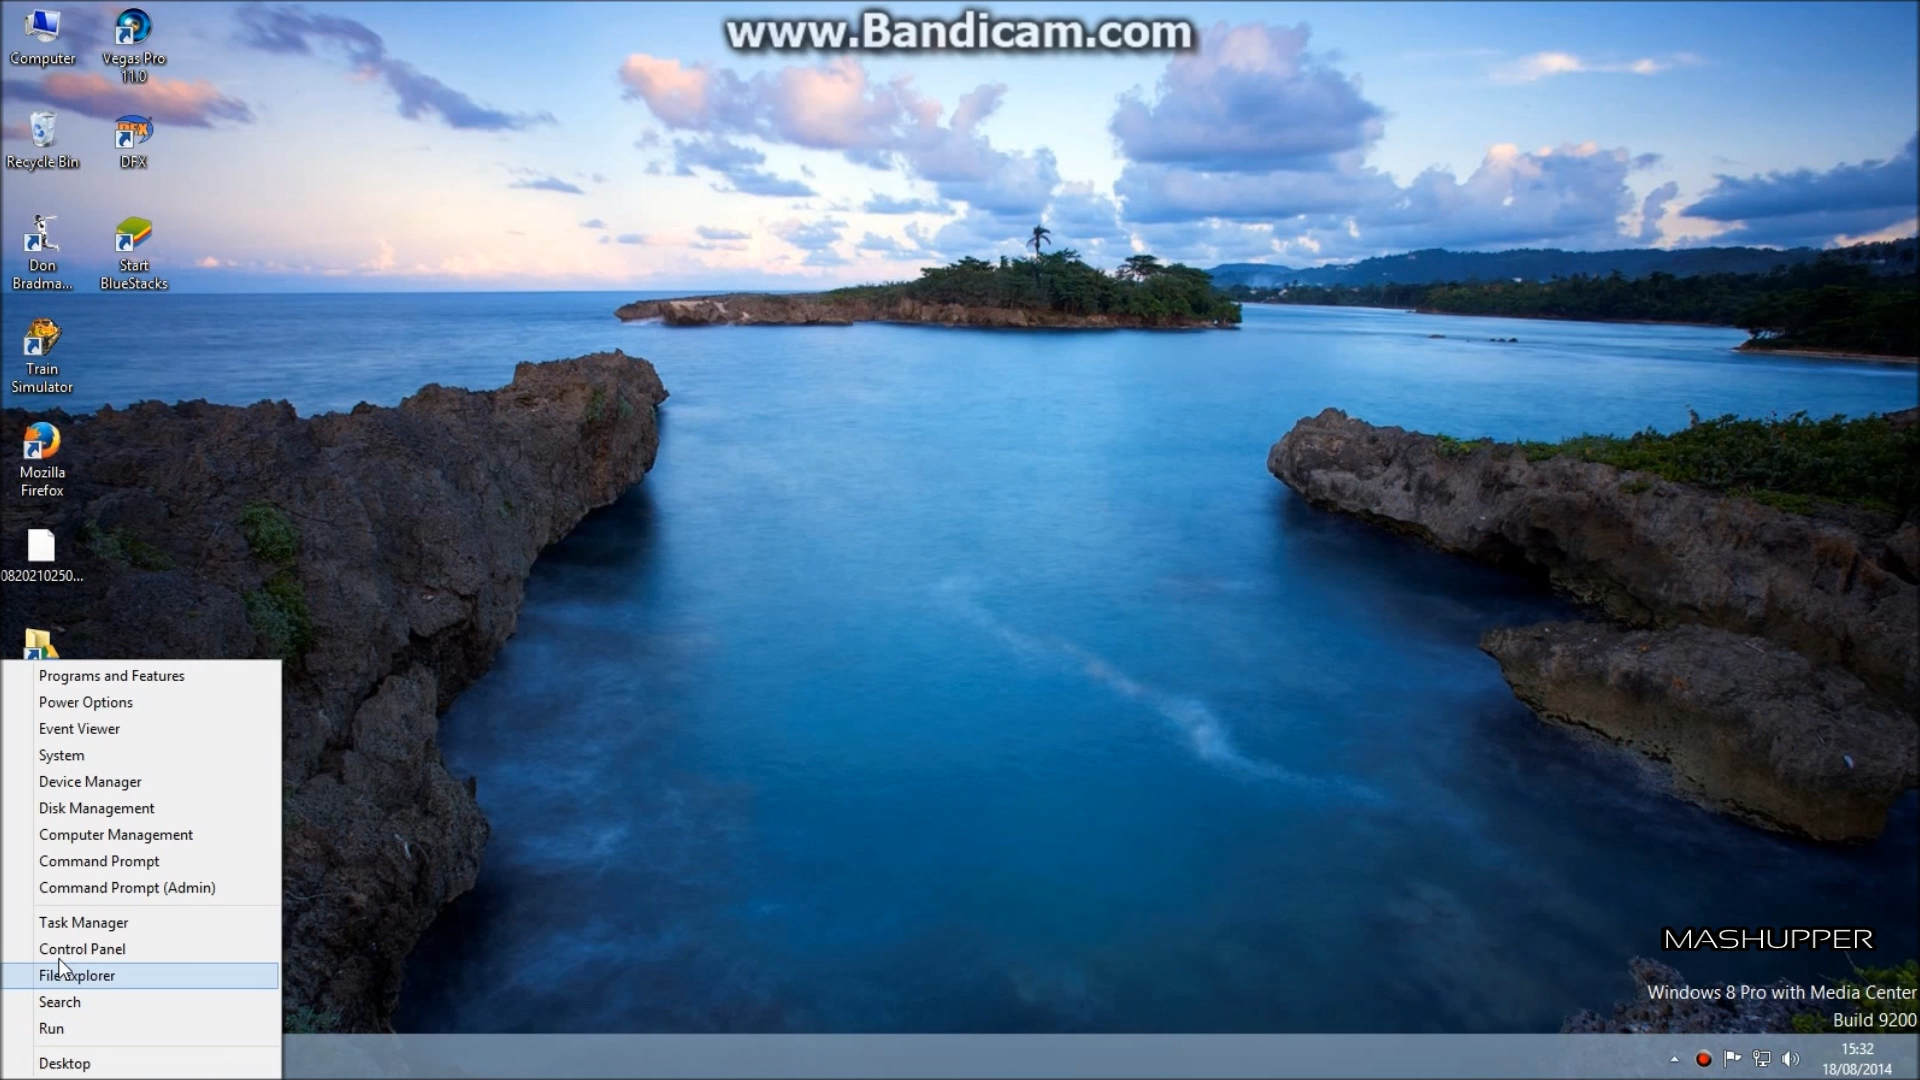 www.Bandicam.com
Computer
Vegas Pro
11.0
Recycle Bin
DFX
Don
Bradma...
Start
BlueStacks
Train
Simulator
Mozilla
Firefox
0820210250...
Programs and Features
Power Options
Event Viewer
System
Device Manager
Disk Management
Computer Management
Command Prompt
Command Prompt (Admin)
Task Manager
Control Panel
File Explorer
Search
Run
Desktop
MASHUPPER
Windows 8 Pro with Media Center
Build 9200
15:32
18/08/2014